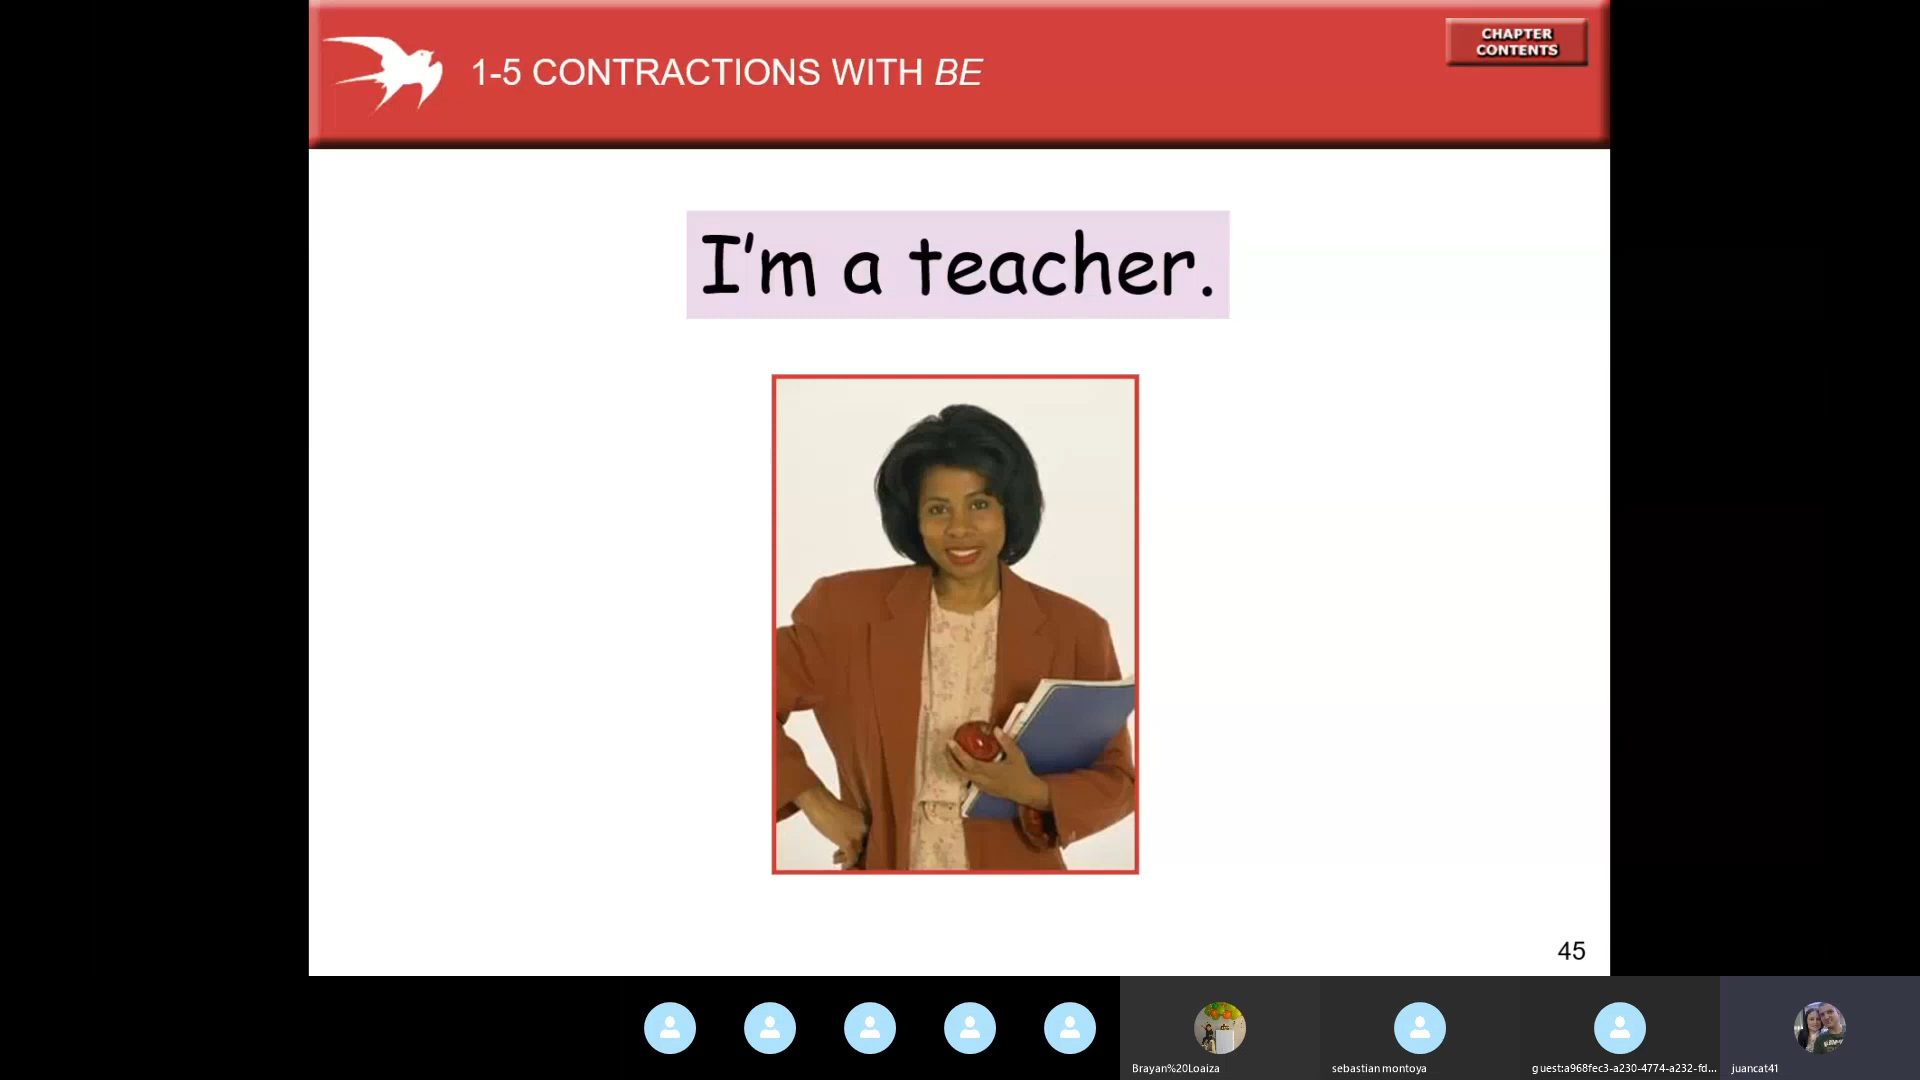 1-5 CONTRACTIONS WITH BE
CHAPTER
CONTENTS
I'm a teacher.
45
Brayan%20Loaiza
sebastian montoya
guest:a968fec3-a230-4774-a232-fd...
juancat41